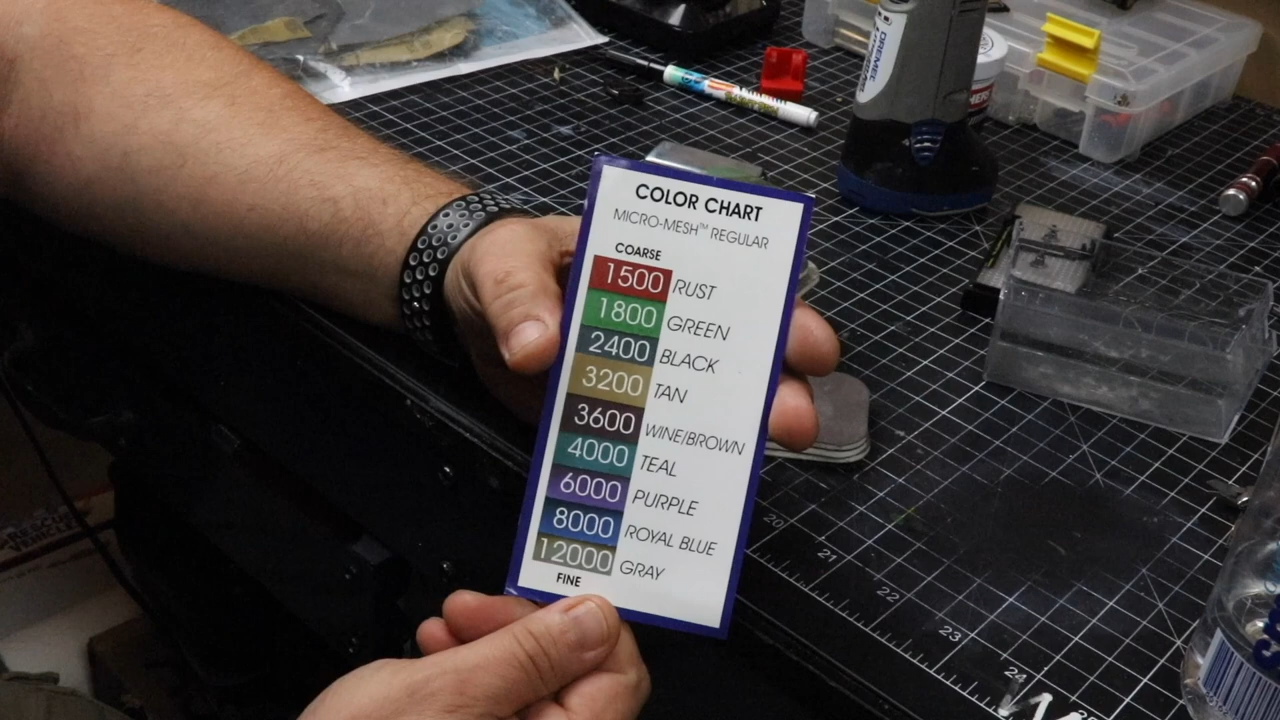 COLOR CHART
MICRO-MESH™ REGULAR
COARSE
1500 RUST
1800 GREEN
2400 BLACK
3200 TAN
3600 WINE/BROWN
4000 TEAL
6000 PURPLE
8000 ROYAL BLUE
12000 GRAY
FINE
DREMEL
20
21
22
23
24